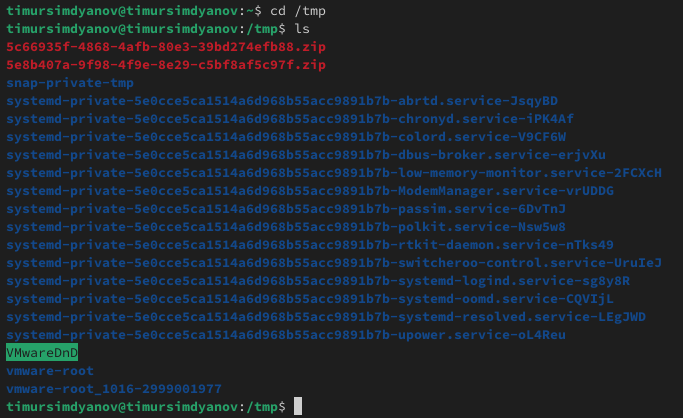 timursimdyanov@timursimdyanov:~$ cd /tmp
timursimdyanov@timursimdyanov:/tmp$ ls
5c66935f-4868-4afb-80e3-39bd274efb88.zip
5e8b407a-9f98-4f9e-8e29-c5bf8af5c97f.zip
snap-private-tmp
systemd-private-5e0cce5ca1514a6d968b55acc9891b7b-abrtd.service-JsqyBD
systemd-private-5e0cce5ca1514a6d968b55acc9891b7b-chronyd.service-iPK4Af
systemd-private-5e0cce5ca1514a6d968b55acc9891b7b-colord.service-V9CF6W
systemd-private-5e0cce5ca1514a6d968b55acc9891b7b-dbus-broker.service-erjvXu
systemd-private-5e0cce5ca1514a6d968b55acc9891b7b-low-memory-monitor.service-2FCXcH
systemd-private-5e0cce5ca1514a6d968b55acc9891b7b-ModemManager.service-vrUDDG
systemd-private-5e0cce5ca1514a6d968b55acc9891b7b-passim.service-6DvTnJ
systemd-private-5e0cce5ca1514a6d968b55acc9891b7b-polkit.service-Nsw5w8
systemd-private-5e0cce5ca1514a6d968b55acc9891b7b-rtkit-daemon.service-nTks49
systemd-private-5e0cce5ca1514a6d968b55acc9891b7b-switcheroo-control.service-UruIeJ
systemd-private-5e0cce5ca1514a6d968b55acc9891b7b-systemd-logind.service-sg8y8R
systemd-private-5e0cce5ca1514a6d968b55acc9891b7b-systemd-oomd.service-CQVIjL
systemd-private-5e0cce5ca1514a6d968b55acc9891b7b-systemd-resolved.service-LEgJWD
systemd-private-5e0cce5ca1514a6d968b55acc9891b7b-upower.service-oL4Reu
VMwareDnD
vmware-root
vmware-root_1016-2999001977
timursimdyanov@timursimdyanov:/tmp$